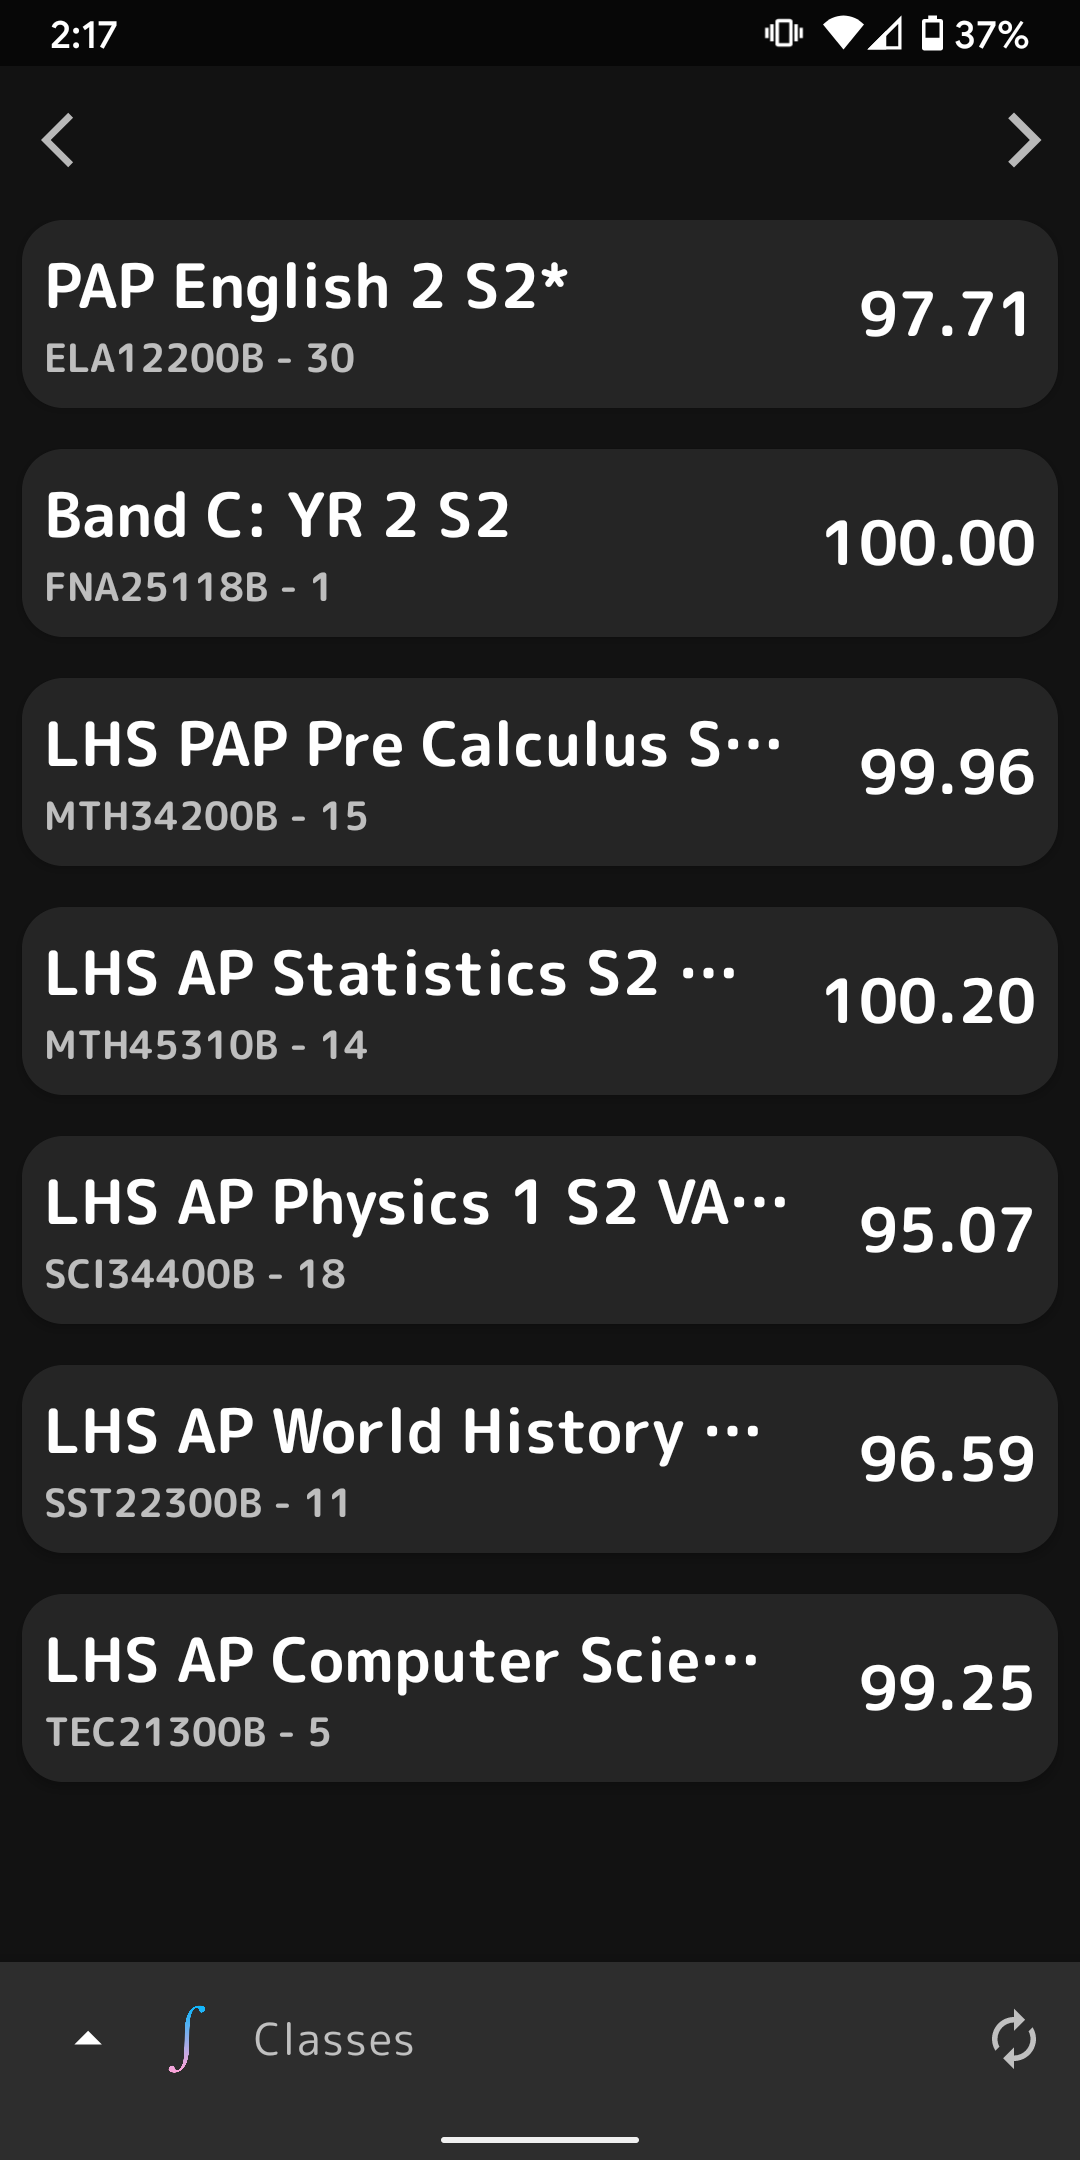 2:17 37%
PAP English 2 S2*
97.71
ELA12200B - 30
Band C: YR 2 S2
100.00
FNA25118B - 1
LHS PAP Pre Calculus S...
99.96
MTH34200B - 15
LHS AP Statistics S2 ...
100.20
MTH45310B - 14
LHS AP Physics 1 S2 VA...
95.07
SCI34400B - 18
LHS AP World History ...
96.59
SST22300B - 11
LHS AP Computer Scie...
99.25
TEC21300B - 5
Classes